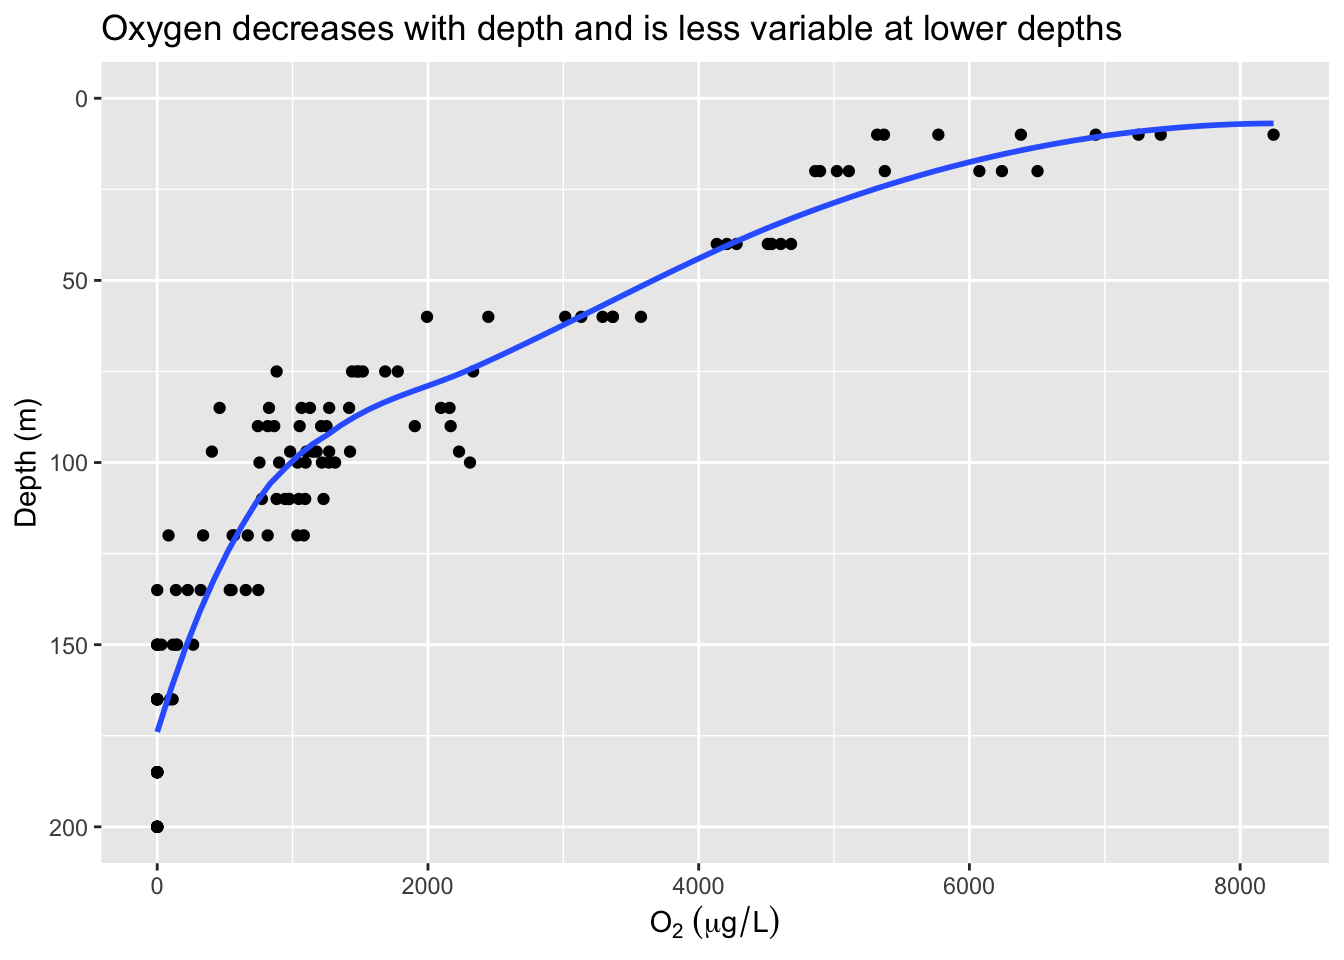 Oxygen decreases with depth and is less variable at lower depths
0
50
100
150
200
Depth (m)
0 2000 4000 6000 8000
O₂ (μg/L)